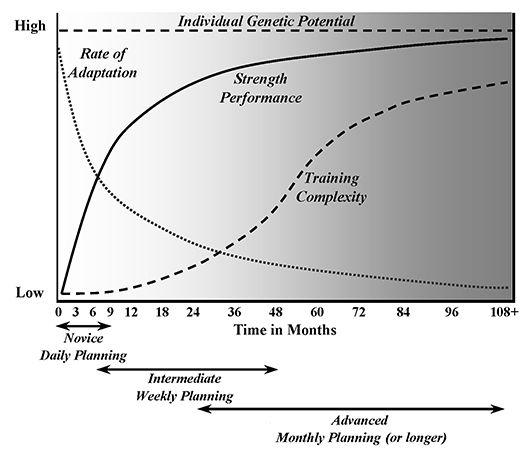 High
Individual Genetic Potential
Rate of
Adaptation
Strength
Performance
Training
Complexity
Low
0 3 6 9 12 18 24 36 48 60 72 84 96 108+
Time in Months
Novice
Daily Planning
Intermediate
Weekly Planning
Advanced
Monthly Planning (or longer)